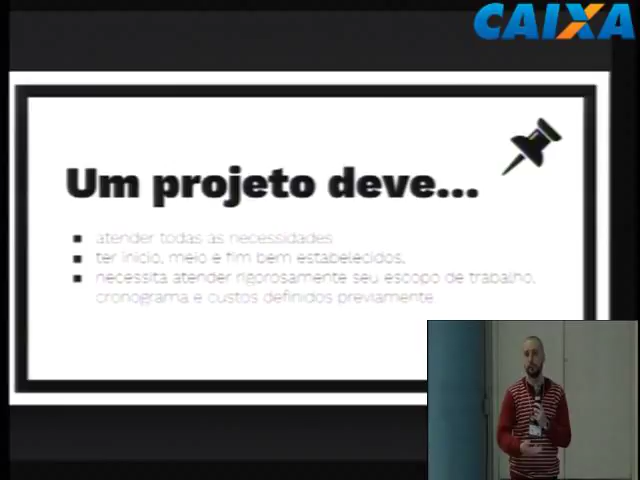 CAIXA
Um projeto deve...
atender todas as necessidades
ter início, meio e fim bem estabelecidos.
necessita atender rigorosamente seu escopo de trabalho,
cronograma e custos definidos previamente